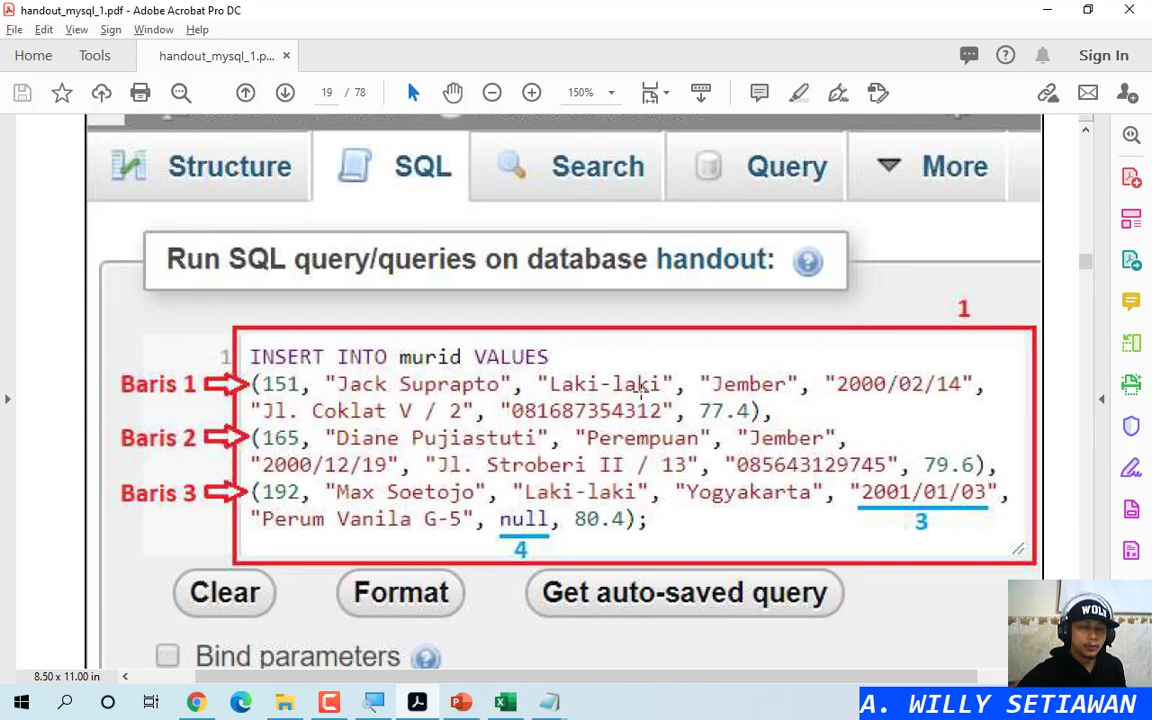 handout_mysql_1.pdf - Adobe Acrobat Pro DC
File Edit View Sign Window Help
Home Tools handout_mysql_1.p... × Sign In
19 / 78 150%
Structure SQL Search Query More
Run SQL query/queries on database handout:
1
1 INSERT INTO murid VALUES
Baris 1 (151, "Jack Suprapto", "Laki-laki", "Jember", "2000/02/14",
"Jl. Coklat V / 2", "081687354312", 77.4),
Baris 2 (165, "Diane Pujiastuti", "Perempuan", "Jember",
"2000/12/19", "Jl. Stroberi II / 13", "085643129745", 79.6),
Baris 3 (192, "Max Soetojo", "Laki-laki", "Yogyakarta", "2001/01/03",
"Perum Vanila G-5", null, 80.4);
3
4
Clear Format Get auto-saved query
Bind parameters
WOLF
8.50 x 11.00 in
A. WILLY SETIAWAN